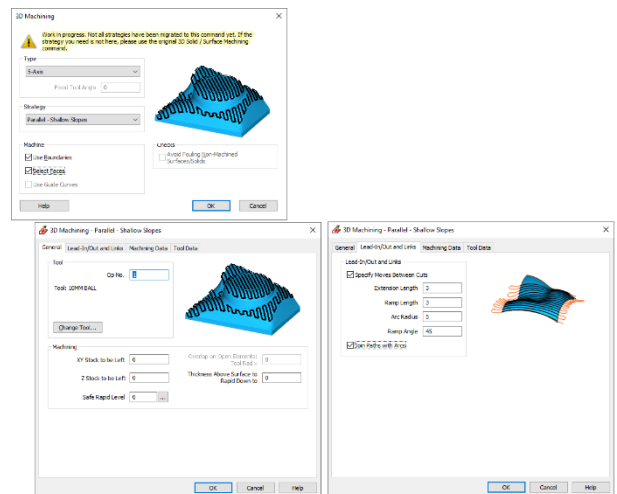 3D Machining
Work in progress. Not all strategies have been migrated to this command yet. If the
strategy you need is not here, please use the original 3D Solid / Surface Machining
command.
Type
5-Axis
Fixed Tool Angle 0
Strategy
Parallel - Shallow Slopes
Machine
Use Boundaries
Select Faces
Use Guide Curves
Checks
Avoid Fouling Non-Machined
Surfaces/Solids
Help
OK
Cancel
3D Machining - Parallel - Shallow Slopes
General Lead-In/Out and Links Machining Data Tool Data
Tool
Op No.
Tool: 10MM BALL
Change Tool...
Machining
XY Stock to be Left 0
Overlap on Open Elements:
Tool Rad + 0
Z Stock to be Left 0
Thickness Above Surface to
Rapid Down to 0
Safe Rapid Level 0 ...
OK Cancel Help
3D Machining - Parallel - Shallow Slopes
General Lead-In/Out and Links Machining Data Tool Data
Lead-In/Out and Links
Specify Moves Between Cuts
Extension Length 3
Ramp Length 3
Arc Radius 3
Ramp Angle 45
Join Paths with Arcs
OK Cancel Help